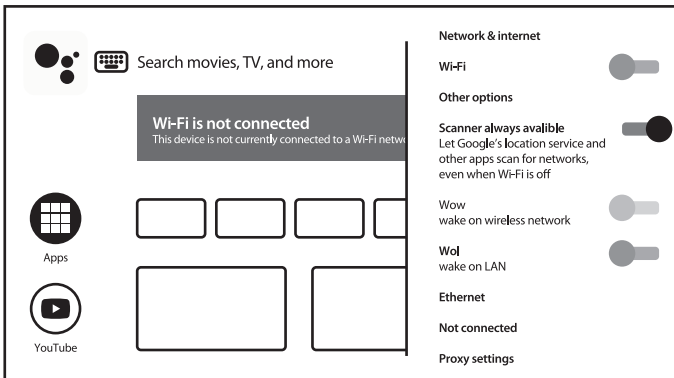 Search movies, TV, and more
Wi-Fi is not connected
This device is not currently connected to a Wi-Fi netwo
Apps
YouTube
Network & internet
Wi-Fi
Other options
Scanner always avalible
Let Google's location service and
other apps scan for networks,
even when Wi-Fi is off
Wow
wake on wireless network
Wol
wake on LAN
Ethernet
Not connected
Proxy settings